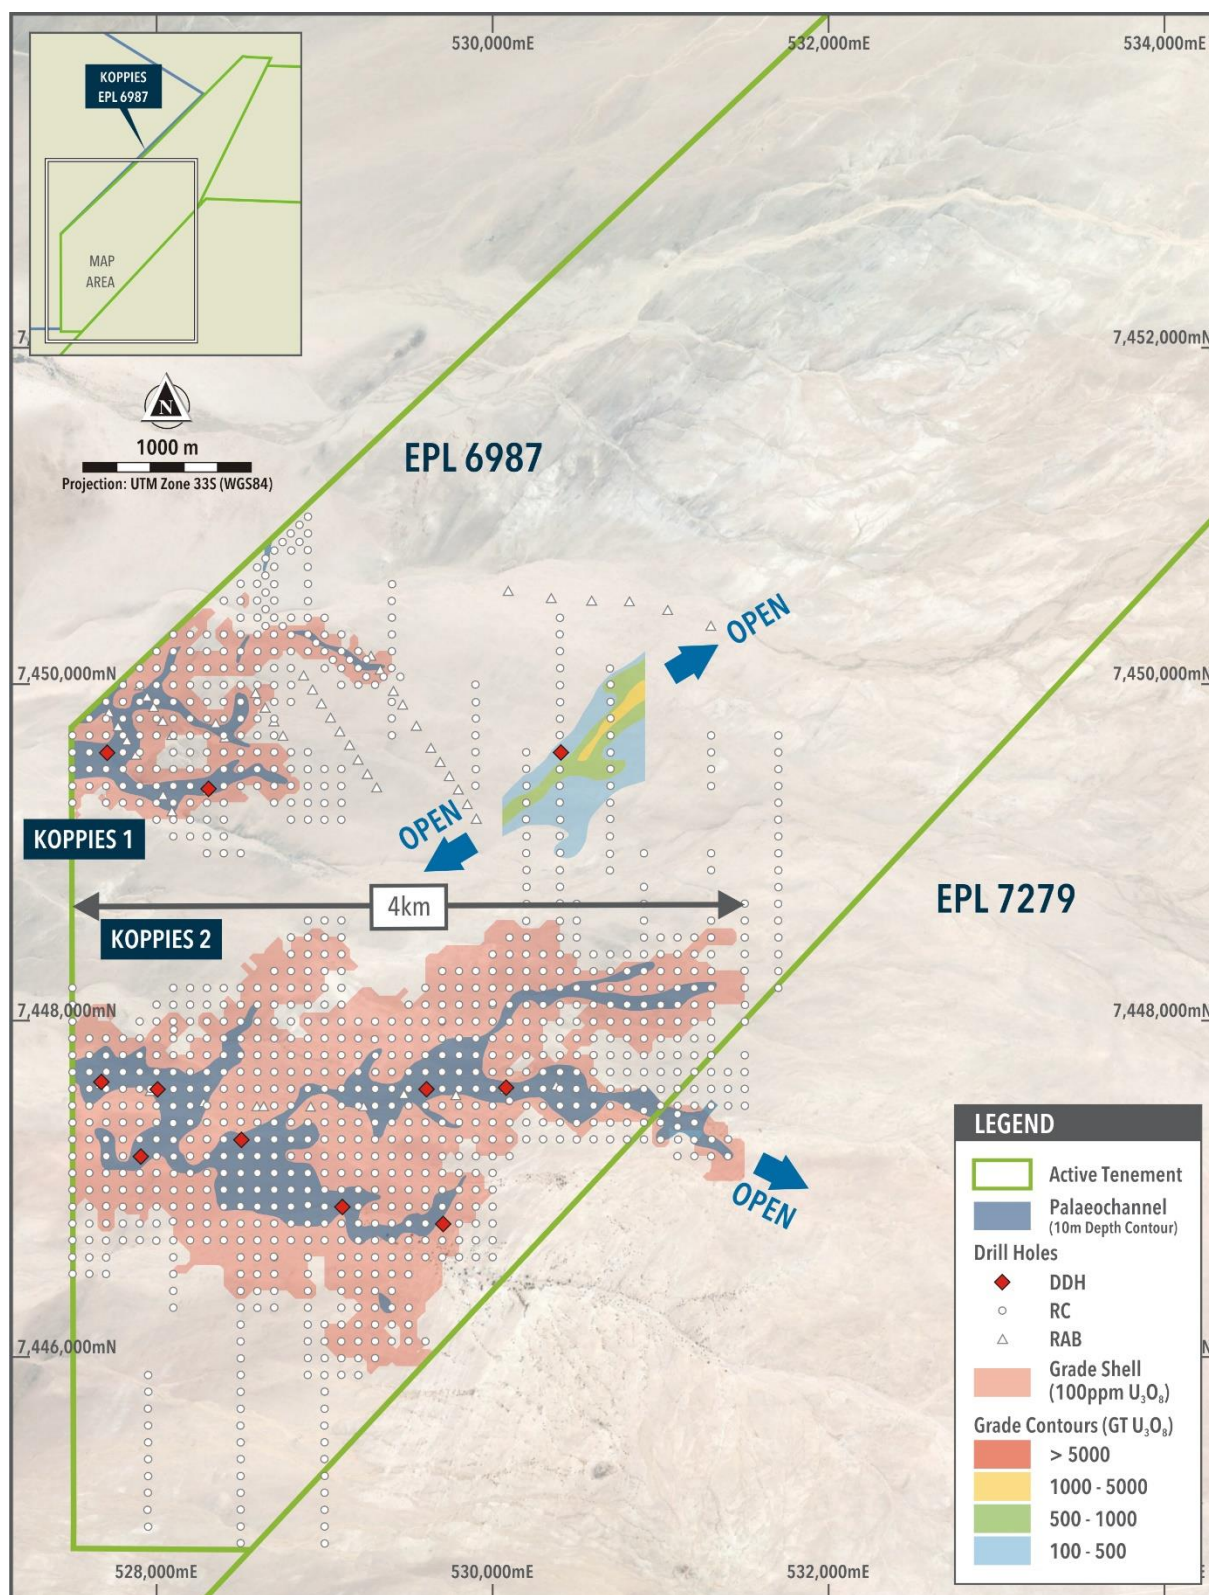 530,000mE
532,000mE
534,000mE
KOPPIES
EPL 6987
MAP
AREA
7
7,452,000mN
N
1000 m
Projection: UTM Zone 33S (WGS84)
EPL 6987
OPEN
7,450,000mN
7,450,000mN
OPEN
KOPPIES 1
4km
EPL 7279
KOPPIES 2
7,448,000mN
7,448,000mN
OPEN
7,446,000mN
LEGEND
Active Tenement
Palaeochannel
(10m Depth Contour)
Drill Holes
DDH
RC
RAB
Grade Shell
(100ppm U₃O₈)
Grade Contours (GT U₃O₈)
> 5000
1000 - 5000
500 - 1000
100 - 500
528,000mE
530,000mE
532,000mE